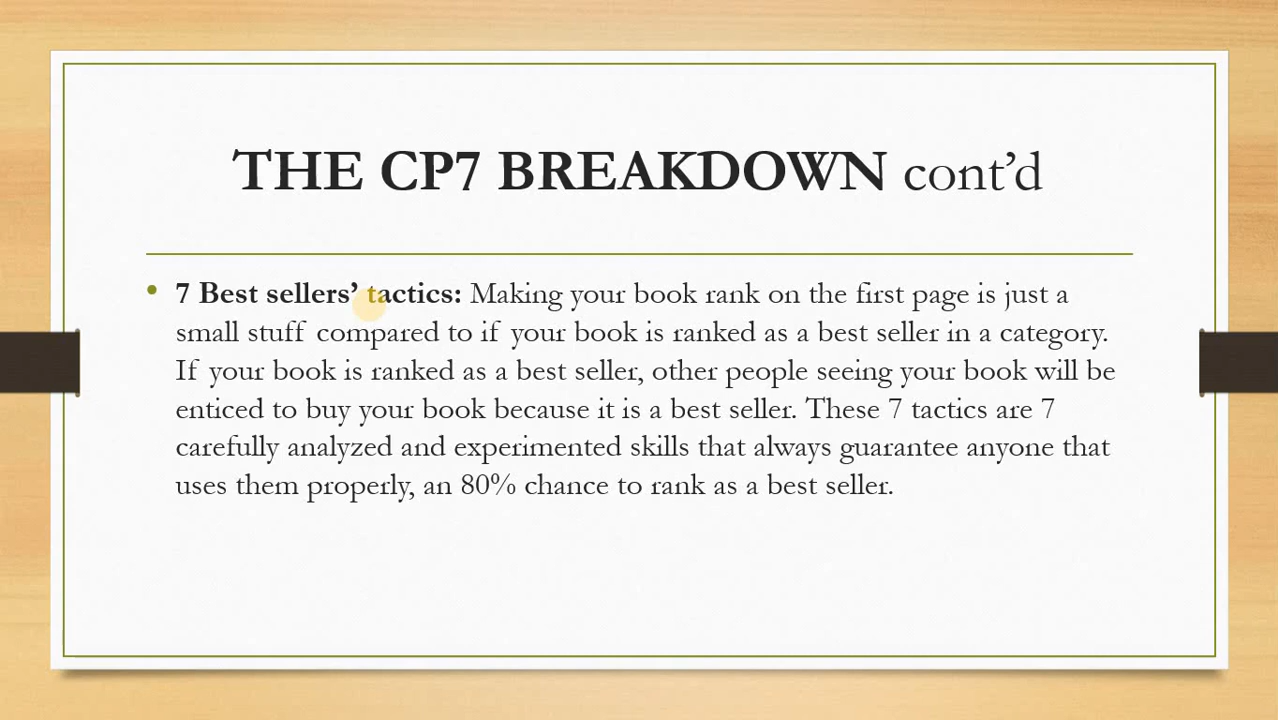 THE CP7 BREAKDOWN cont’d
• 7 Best sellers’ tactics: Making your book rank on the first page is just a
small stuff compared to if your book is ranked as a best seller in a category.
If your book is ranked as a best seller, other people seeing your book will be
enticed to buy your book because it is a best seller. These 7 tactics are 7
carefully analyzed and experimented skills that always guarantee anyone that
uses them properly, an 80% chance to rank as a best seller.